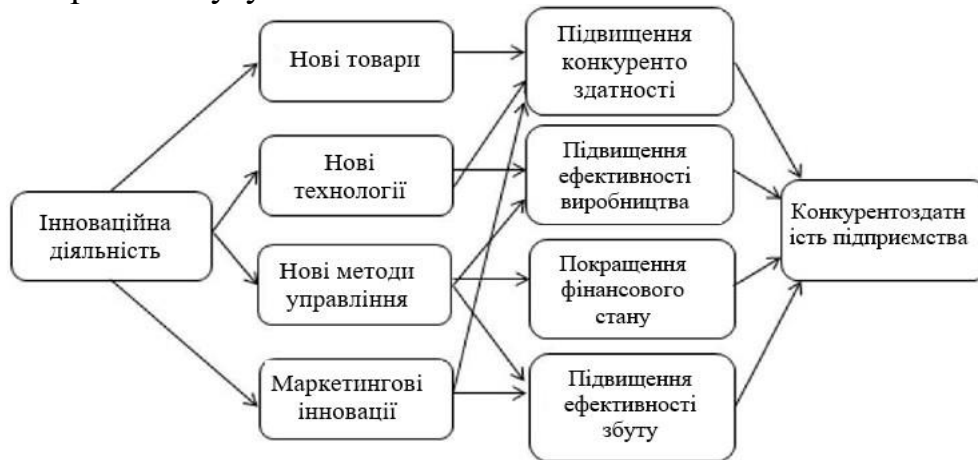 Нові товари
Підвищення
конкуренто
здатності
Нові
технології
Підвищення
ефективності
виробництва
Інноваційна
діяльність
Конкурентоздатн
ість підприємства
Нові методи
управління
Покращення
фінансового
стану
Маркетингові
інновації
Підвищення
ефективності
збуту